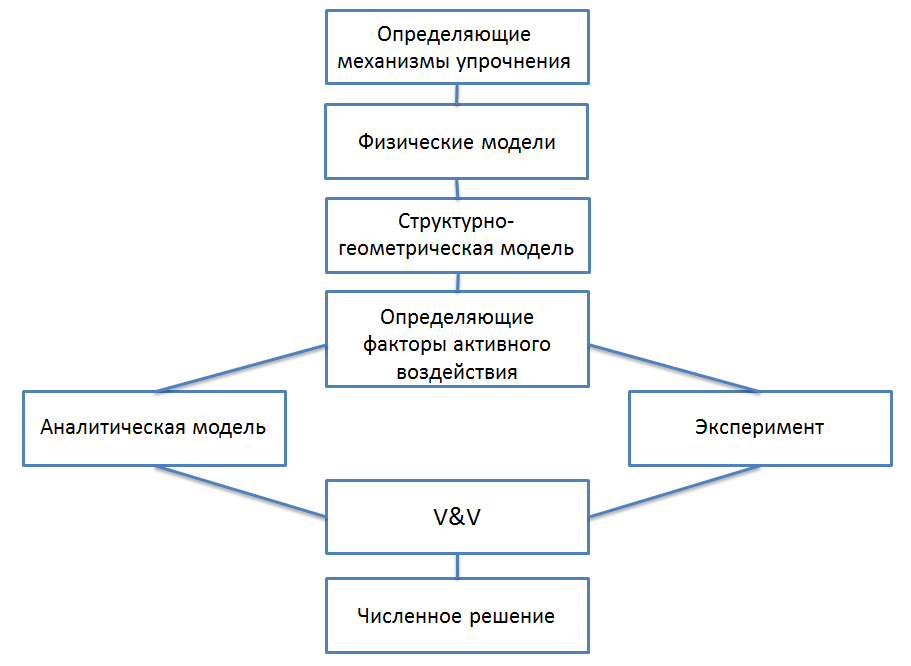 Определяющие
механизмы упрочнения
Физические модели
Структурно-
геометрическая модель
Определяющие
факторы активного
воздействия
Аналитическая модель
Эксперимент
V&V
Численное решение